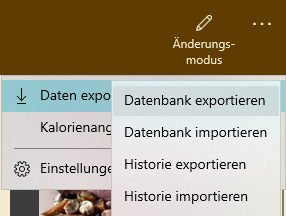 Änderungs-
modus
Daten expo
Datenbank exportieren
Kalorienang
Datenbank importieren
Historie exportieren
Einstellunge
Historie importieren